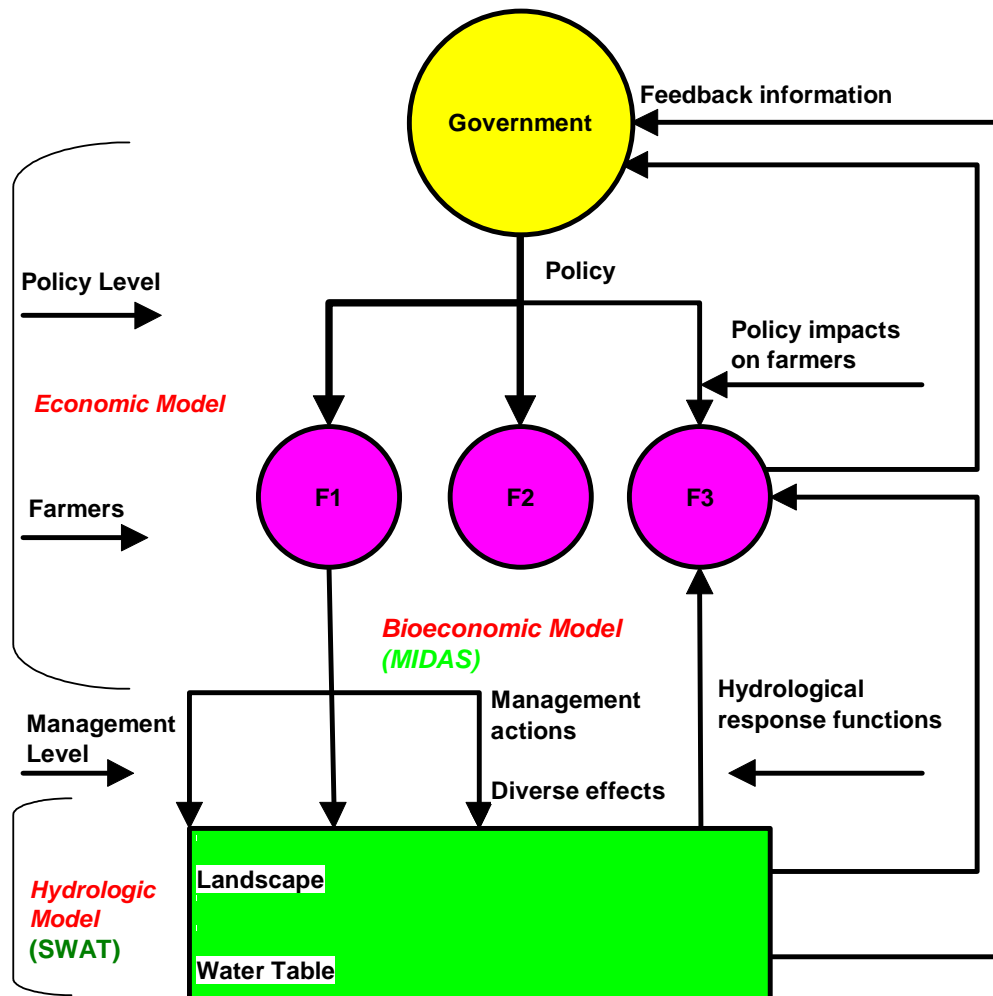 Feedback information
Government
Policy
Policy Level
Policy impacts
on farmers
Economic Model
F1
F2
F3
Farmers
Bioeconomic Model
(MIDAS)
Management
actions
Hydrological
response functions
Management
Level
Diverse effects
Landscape
Hydrologic
Model
(SWAT)
Water Table